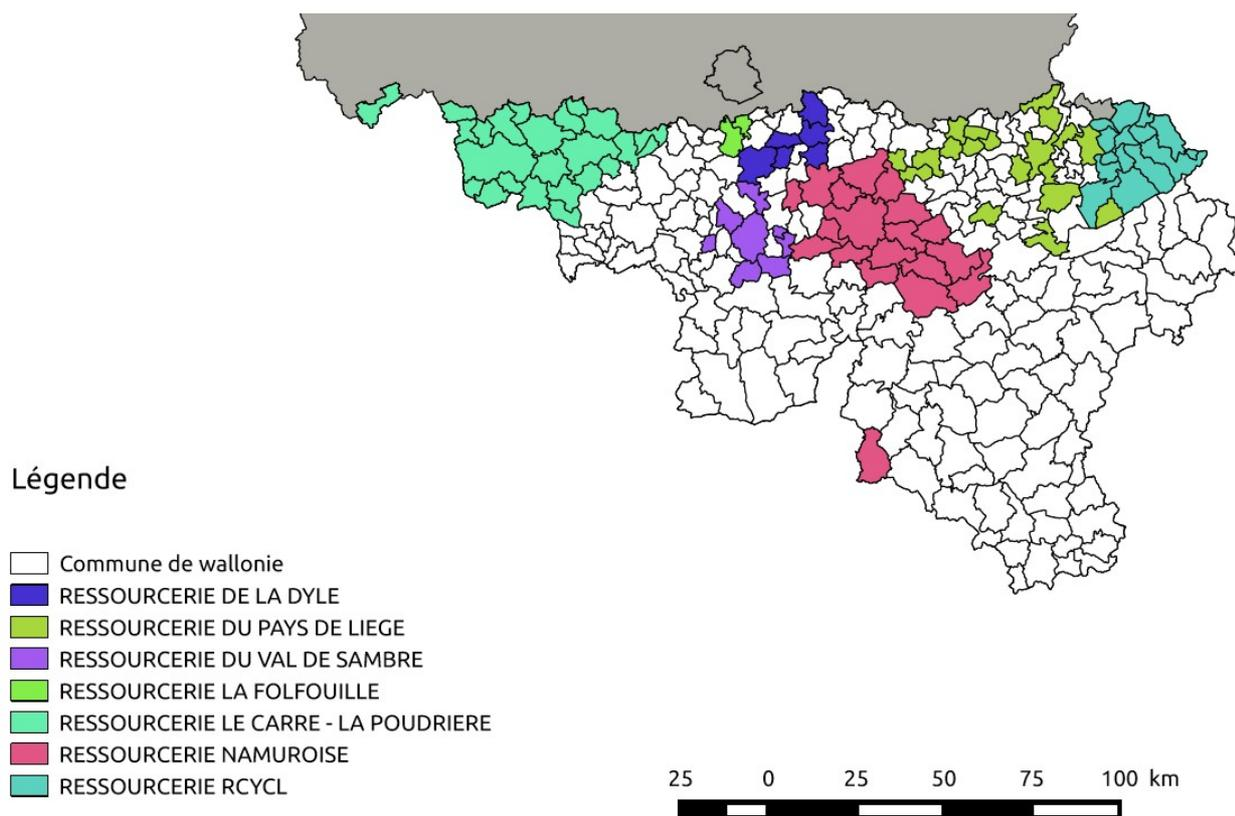 Légende
Commune de wallonie
RESSOURCERIE DE LA DYLE
RESSOURCERIE DU PAYS DE LIEGE
RESSOURCERIE DU VAL DE SAMBRE
RESSOURCERIE LA FOLFOUILLE
RESSOURCERIE LE CARRE - LA POUDRIERE
RESSOURCERIE NAMUROISE
RESSOURCERIE RCYCL
25 0 25 50 75 100 km